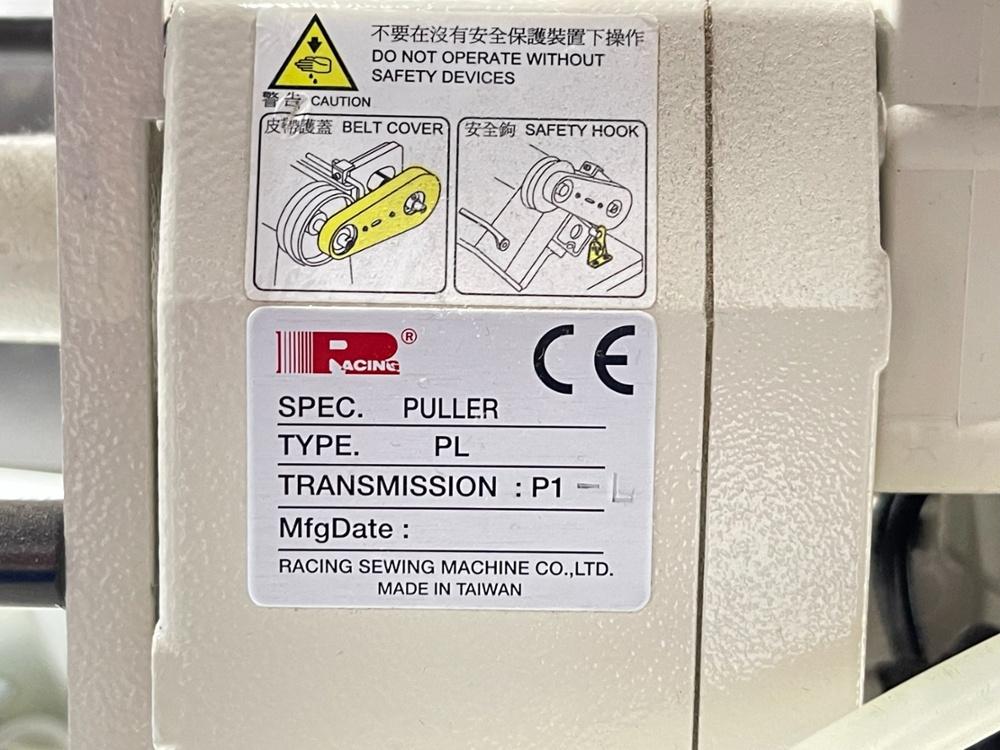 不要在沒有安全保護裝置下操作
DO NOT OPERATE WITHOUT
SAFETY DEVICES
警告 CAUTION
皮帶護蓋 BELT COVER
安全鉤 SAFETY HOOK
RACING ®
CE
SPEC. PULLER
TYPE. PL
TRANSMISSION : P1 - L
MfgDate :
RACING SEWING MACHINE CO.,LTD.
MADE IN TAIWAN